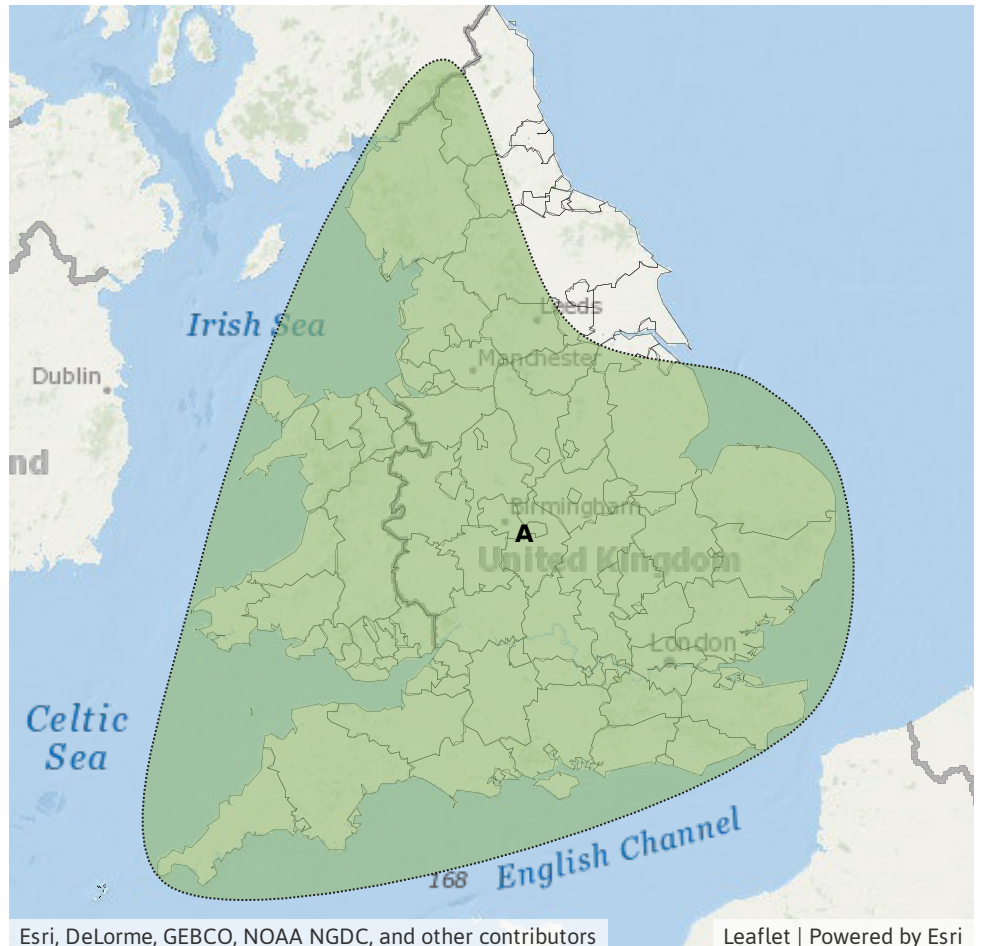 Leeds
Irish Sea
Manchester
Dublin
nd
Birmingham
A
United Kingdom
London
Celtic
Sea
English Channel
168
Esri, DeLorme, GEBCO, NOAA NGDC, and other contributors
Leaflet | Powered by Esri